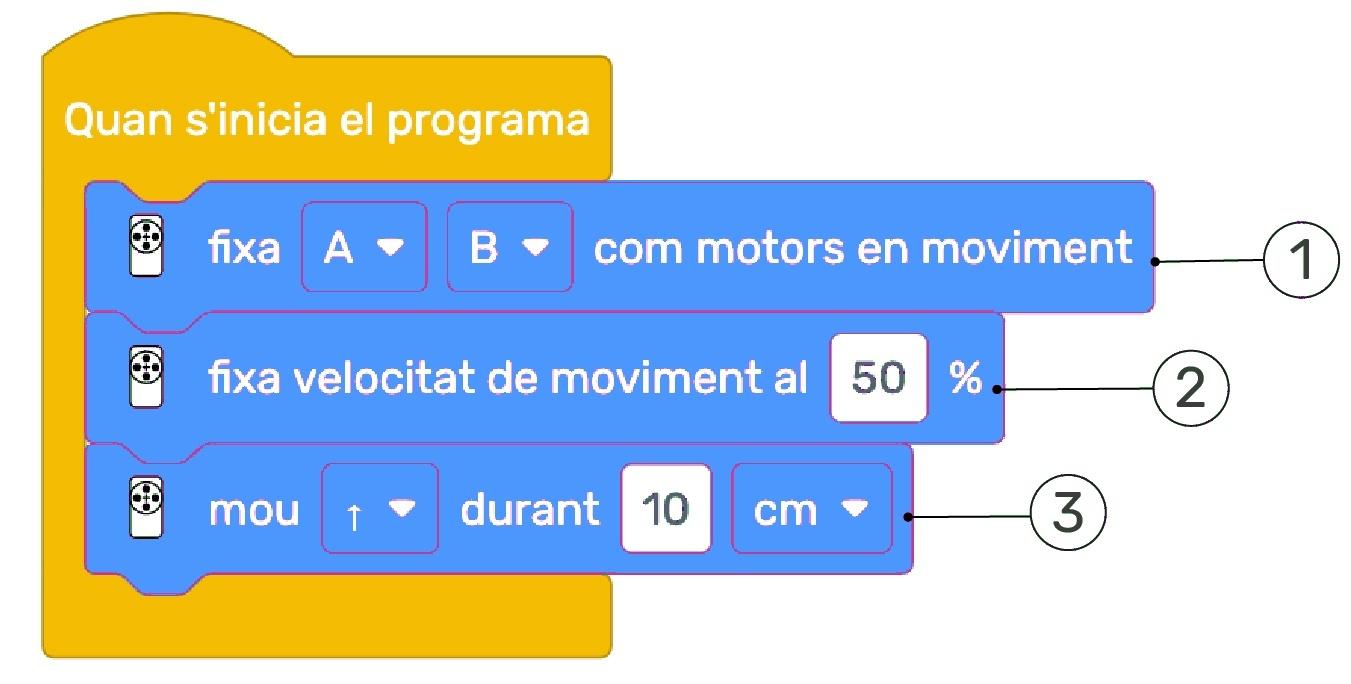 Quan s'inicia el programa
fixa A B com motors en moviment 1
fixa velocitat de moviment al 50 % 2
mou ↑ durant 10 cm 3